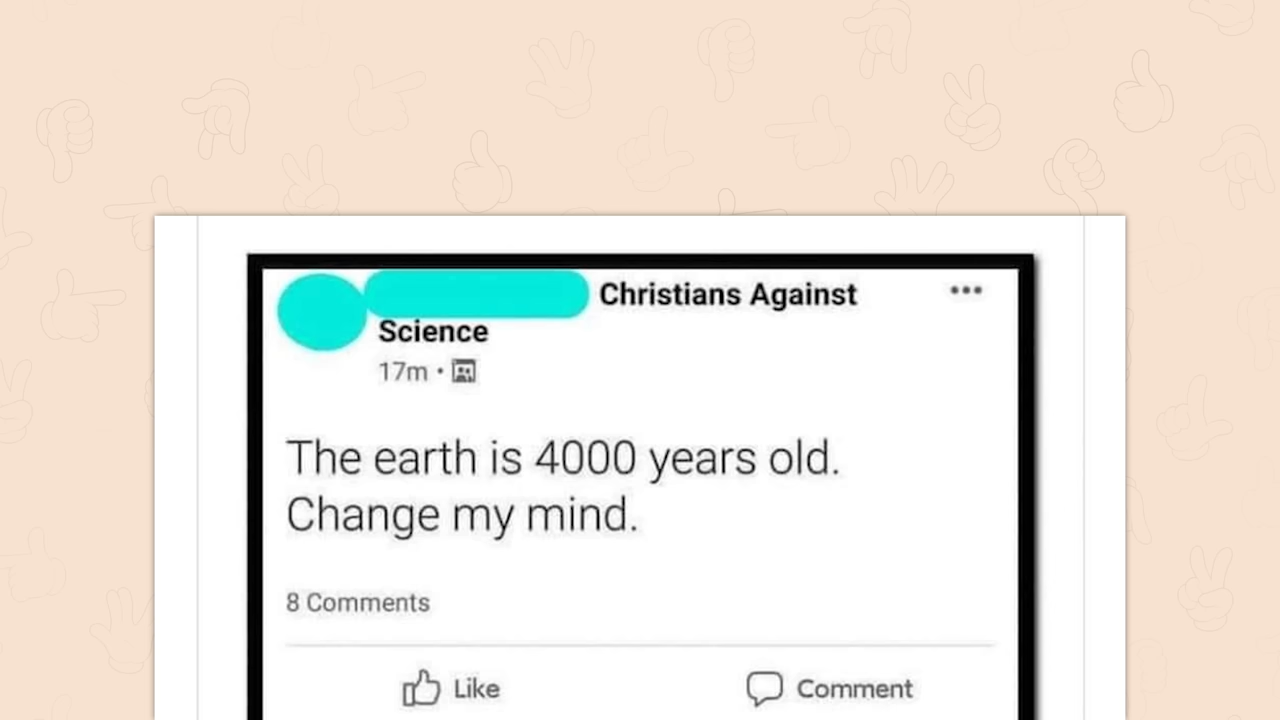 Christians Against
Science
17m •
The earth is 4000 years old.
Change my mind.
8 Comments
Like
Comment